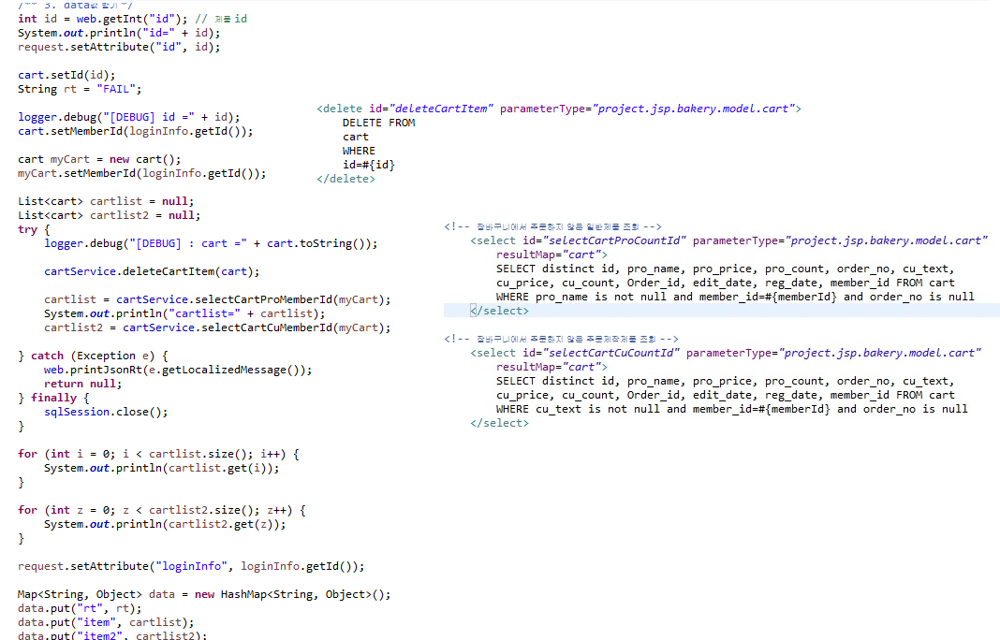 /** 3. data값 받기 */
int id = web.getInt("id"); // 제품 id
System.out.println("id=" + id);
request.setAttribute("id", id);
cart.setId(id);
String rt = "FAIL";
logger.debug("[DEBUG] id =" + id);
cart.setMemberId(loginInfo.getId());
cart myCart = new cart();
myCart.setMemberId(loginInfo.getId());
List<cart> cartlist = null;
List<cart> cartlist2 = null;
try {
logger.debug("[DEBUG] : cart =" + cart.toString());
cartService.deleteCartItem(cart);
cartlist = cartService.selectCartProMemberId(myCart);
System.out.println("cartlist=" + cartlist);
cartlist2 = cartService.selectCartCuMemberId(myCart);
} catch (Exception e) {
web.printJsonRt(e.getLocalizedMessage());
return null;
} finally {
sqlSession.close();
}
for (int i = 0; i < cartlist.size(); i++) {
System.out.println(cartlist.get(i));
}
for (int z = 0; z < cartlist2.size(); z++) {
System.out.println(cartlist2.get(z));
}
request.setAttribute("loginInfo", loginInfo.getId());
Map<String, Object> data = new HashMap<String, Object>();
data.put("rt", rt);
data.put("item", cartlist);
data.put("item2", cartlist2);
<delete id="deleteCartItem" parameterType="project.jsp.bakery.model.cart">
DELETE FROM
cart
WHERE
id=#{id}
</delete>
<!-- 장바구니에서 주문하지 않은 일반제품 조회 -->
<select id="selectCartProCountId" parameterType="project.jsp.bakery.model.cart"
resultMap="cart">
SELECT distinct id, pro_name, pro_price, pro_count, order_no, cu_text,
cu_price, cu_count, Order_id, edit_date, reg_date, member_id FROM cart
WHERE pro_name is not null and member_id=#{memberId} and order_no is null
</select>
<!-- 장바구니에서 주문하지 않은 주문제작제품 조회 -->
<select id="selectCartCuCountId" parameterType="project.jsp.bakery.model.cart"
resultMap="cart">
SELECT distinct id, pro_name, pro_price, pro_count, order_no, cu_text,
cu_price, cu_count, Order_id, edit_date, reg_date, member_id FROM cart
WHERE cu_text is not null and member_id=#{memberId} and order_no is null
</select>